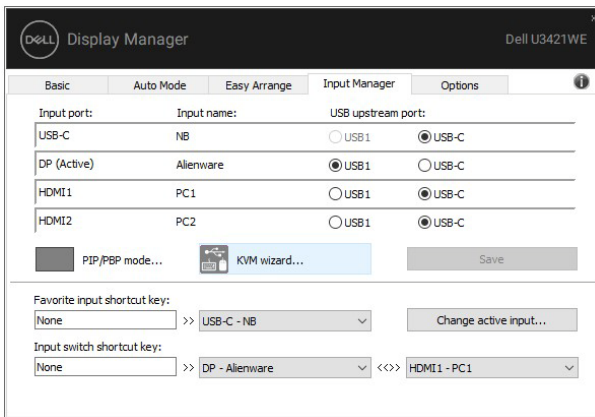 DELL Display Manager Dell U3421WE
Basic Auto Mode Easy Arrange Input Manager Options
Input port: Input name: USB upstream port:
USB-C NB USB1 USB-C
DP (Active) Alienware USB1 USB-C
HDMI1 PC1 USB1 USB-C
HDMI2 PC2 USB1 USB-C
PIP/PBP mode... KVM wizard... Save
Favorite input shortcut key:
None >> USB-C - NB Change active input...
Input switch shortcut key:
None >> DP - Alienware <<>> HDMI1 - PC1